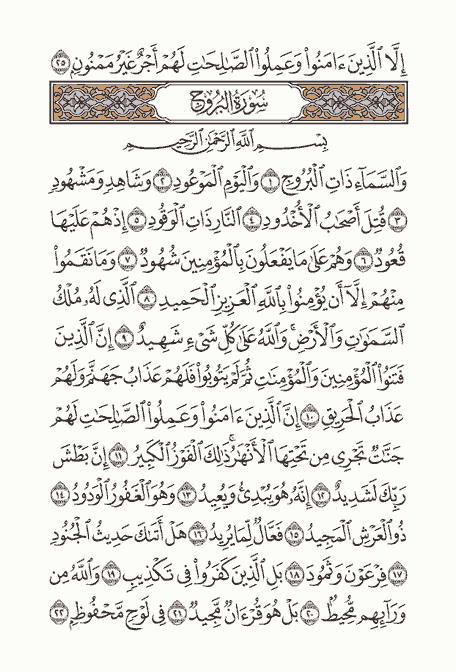 إِلَّا ٱلَّذِينَ ءَامَنُوا۟ وَعَمِلُوا۟ ٱلصَّـٰلِحَـٰتِ لَهُمْ أَجْرٌ غَيْرُ مَمْنُونٍۭ ٢٥
سُورَةُ البُرُوجِ
بِسْمِ ٱللَّهِ ٱلرَّحْمَـٰنِ ٱلرَّحِيمِ
وَٱلسَّمَآءِ ذَاتِ ٱلْبُرُوجِ ١ وَٱلْيَوْمِ ٱلْمَوْعُودِ ٢ وَشَاهِدٍ وَمَشْهُودٍ
٣ قُتِلَ أَصْحَـٰبُ ٱلْأُخْدُودِ ٤ ٱلنَّارِ ذَاتِ ٱلْوَقُودِ ٥ إِذْ هُمْ عَلَيْهَا
قُعُودٌ ٦ وَهُمْ عَلَىٰ مَا يَفْعَلُونَ بِٱلْمُؤْمِنِينَ شُهُودٌ ٧ وَمَا نَقَمُوا۟
مِنْهُمْ إِلَّآ أَن يُؤْمِنُوا۟ بِٱللَّهِ ٱلْعَزِيزِ ٱلْحَمِيدِ ٨ ٱلَّذِى لَهُۥ مُلْكُ
ٱلسَّمَـٰوَٰتِ وَٱلْأَرْضِ ۚ وَٱللَّهُ عَلَىٰ كُلِّ شَىْءٍ شَهِيدٌ ٩ إِنَّ ٱلَّذِينَ
فَتَنُوا۟ ٱلْمُؤْمِنِينَ وَٱلْمُؤْمِنَـٰتِ ثُمَّ لَمْ يَتُوبُوا۟ فَلَهُمْ عَذَابُ جَهَنَّمَ وَلَهُمْ
عَذَابُ ٱلْحَرِيقِ ١٠ إِنَّ ٱلَّذِينَ ءَامَنُوا۟ وَعَمِلُوا۟ ٱلصَّـٰلِحَـٰتِ لَهُمْ
جَنَّـٰتٌ تَجْرِى مِن تَحْتِهَا ٱلْأَنْهَـٰرُ ۚ ذَٰلِكَ ٱلْفَوْزُ ٱلْكَبِيرُ ١١ إِنَّ بَطْشَ
رَبِّكَ لَشَدِيدٌ ١٢ إِنَّهُۥ هُوَ يُبْدِئُ وَيُعِيدُ ١٣ وَهُوَ ٱلْغَفُورُ ٱلْوَدُودُ ١٤
ذُو ٱلْعَرْشِ ٱلْمَجِيدُ ١٥ فَعَّالٌ لِّمَا يُرِيدُ ١٦ هَلْ أَتَىٰكَ حَدِيثُ ٱلْجُنُودِ
١٧ فِرْعَوْنَ وَثَمُودَ ١٨ بَلِ ٱلَّذِينَ كَفَرُوا۟ فِى تَكْذِيبٍ ١٩ وَٱللَّهُ مِن
وَرَآئِهِم مُّحِيطٌۢ ٢٠ بَلْ هُوَ قُرْءَانٌ مَّجِيدٌ ٢١ فِى لَوْحٍ مَّحْفُوظٍۭ ٢٢